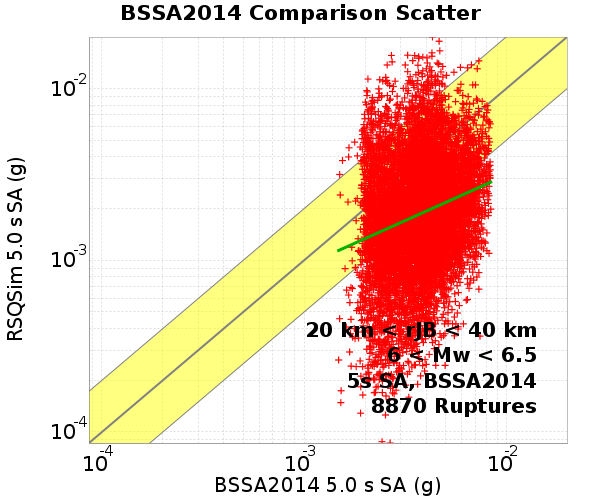 BSSA2014 Comparison Scatter
RSQSim 5.0 s SA (g)
10-2
10-3
10-4
20 km < rJB < 40 km
6 < Mw < 6.5
5s SA, BSSA2014
8870 Ruptures
10-4 10-3 10-2
BSSA2014 5.0 s SA (g)